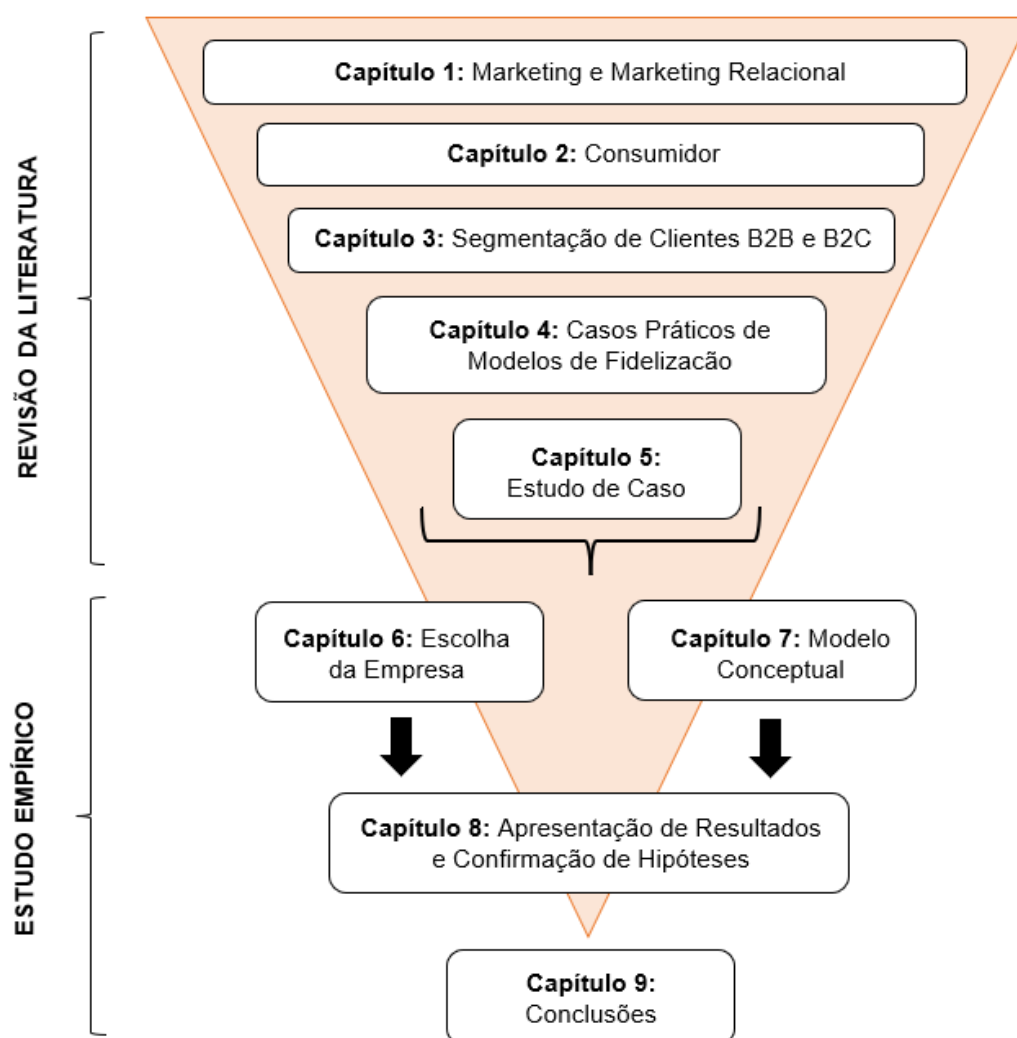 REVISÃO DA LITERATURA
Capítulo 1: Marketing e Marketing Relacional
Capítulo 2: Consumidor
Capítulo 3: Segmentação de Clientes B2B e B2C
Capítulo 4: Casos Práticos de
Modelos de Fidelizacão
Capítulo 5:
Estudo de Caso
ESTUDO EMPÍRICO
Capítulo 6: Escolha
da Empresa
Capítulo 7: Modelo
Conceptual
Capítulo 8: Apresentação de Resultados
e Confirmação de Hipóteses
Capítulo 9:
Conclusões